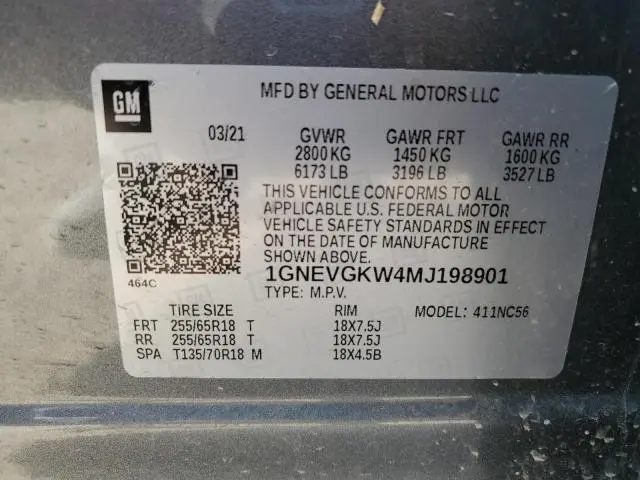 GM
MFD BY GENERAL MOTORS LLC
03/21 GVWR GAWR FRT GAWR RR
2800 KG 1450 KG 1600 KG
6173 LB 3196 LB 3527 LB
THIS VEHICLE CONFORMS TO ALL
APPLICABLE U.S. FEDERAL MOTOR
VEHICLE SAFETY STANDARDS IN EFFECT
ON THE DATE OF MANUFACTURE
SHOWN ABOVE.
464C
1GNEVGKW4MJ198901
TYPE: M.P.V.
TIRE SIZE RIM MODEL: 411NC56
FRT 255/65R18 T 18X7.5J
RR 255/65R18 T 18X7.5J
SPA T135/70R18 M 18X4.5B